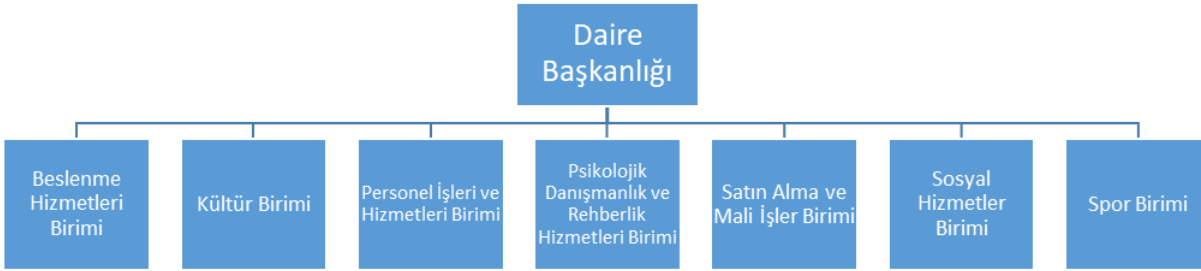 Daire
Başkanlığı
Beslenme
Hizmetleri
Birimi
Kültür Birimi
Personel İşleri ve
Hizmetleri Birimi
Psikolojik
Danışmanlık ve
Rehberlik
Hizmetleri Birimi
Satın Alma ve
Mali İşler Birimi
Sosyal
Hizmetler
Birimi
Spor Birimi